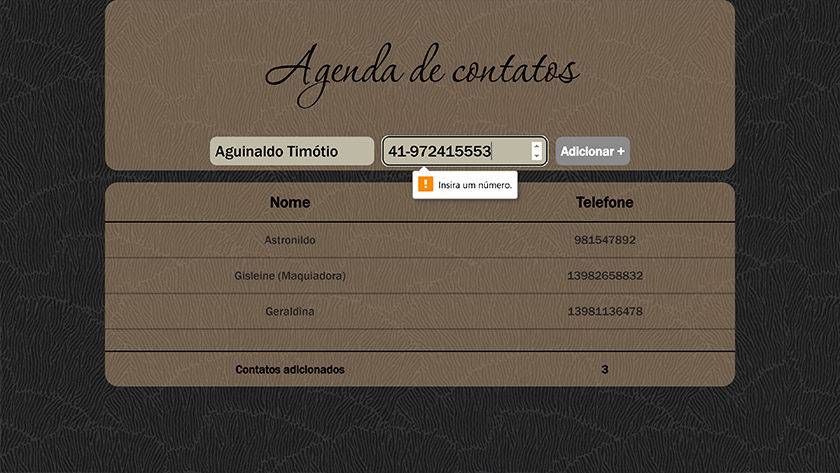 Agenda de contatos
Aguinaldo Timótio 41-972415553 Adicionar +
! Insira um número.
Nome Telefone
Astronildo 981547892
Gisleine (Maquiadora) 13982658832
Geraldina 13981136478
Contatos adicionados 3